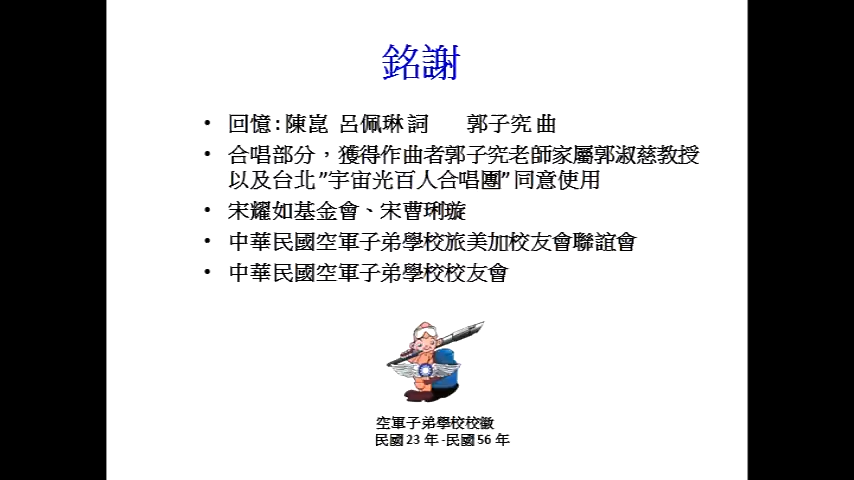 銘謝
• 回憶:陳崑 呂佩琳詞 郭子究曲
• 合唱部分，獲得作曲者郭子究老師家屬郭淑慈教授
以及台北"宇宙光百人合唱團"同意使用
• 宋耀如基金會、宋曹琍璇
• 中華民國空軍子弟學校旅美加校友會聯誼會
• 中華民國空軍子弟學校校友會
空軍子弟學校校徽
民國23年-民國56年